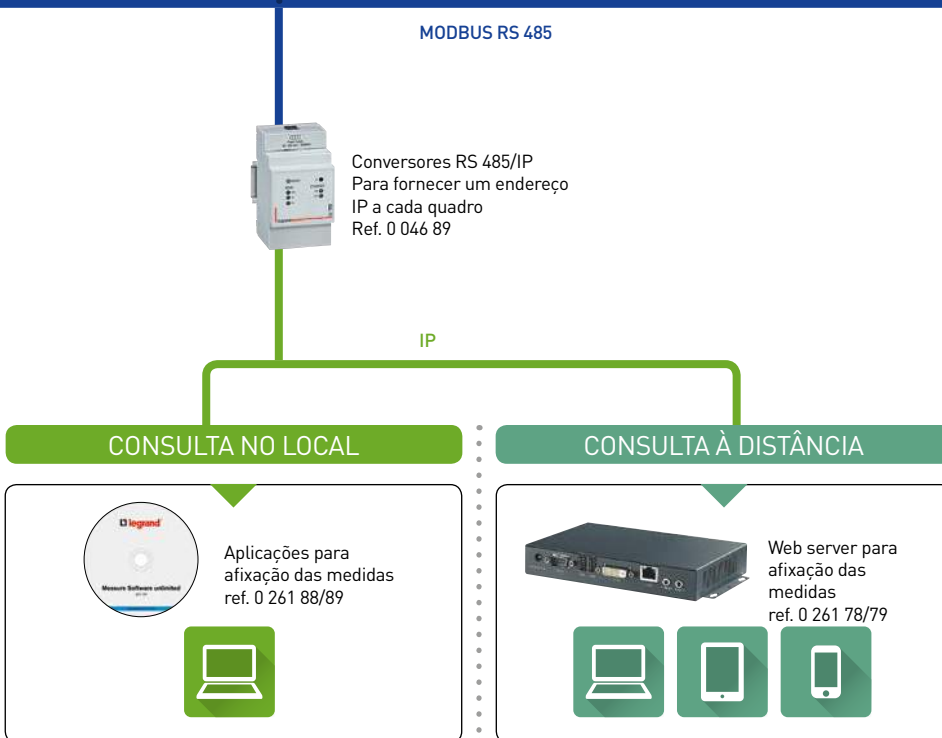 MODBUS RS 485
Conversores RS 485/IP
Para fornecer um endereço
IP a cada quadro
Ref. 0 046 89
IP
CONSULTA NO LOCAL
CONSULTA À DISTÂNCIA
legrand
Measure Software unlimited
Aplicações para
afixação das medidas
ref. 0 261 88/89
Web server para
afixação das
medidas
ref. 0 261 78/79